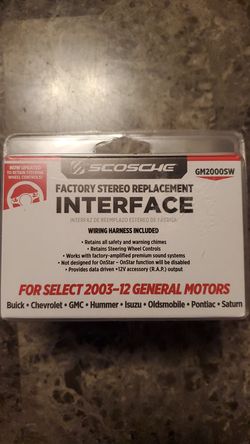 NOW UPDATED
TO RETAIN STEERING
WHEEL CONTROLS!
SCOSCHE
GM2000SW
FACTORY STEREO REPLACEMENT
INTERFACE
INTERFAZ DE REEMPLAZO ESTÉREO DE FÁBRICA
WIRING HARNESS INCLUDED
• Retains all safety and warning chimes
• Retains Steering Wheel Controls
• Works with factory-amplified premium sound systems
• Not designed for OnStar - OnStar function will be disabled
• Provides data driven +12V accessory (R.A.P.) output
FOR SELECT 2003–12 GENERAL MOTORS
Buick • Chevrolet • GMC • Hummer • Isuzu • Oldsmobile • Pontiac • Saturn